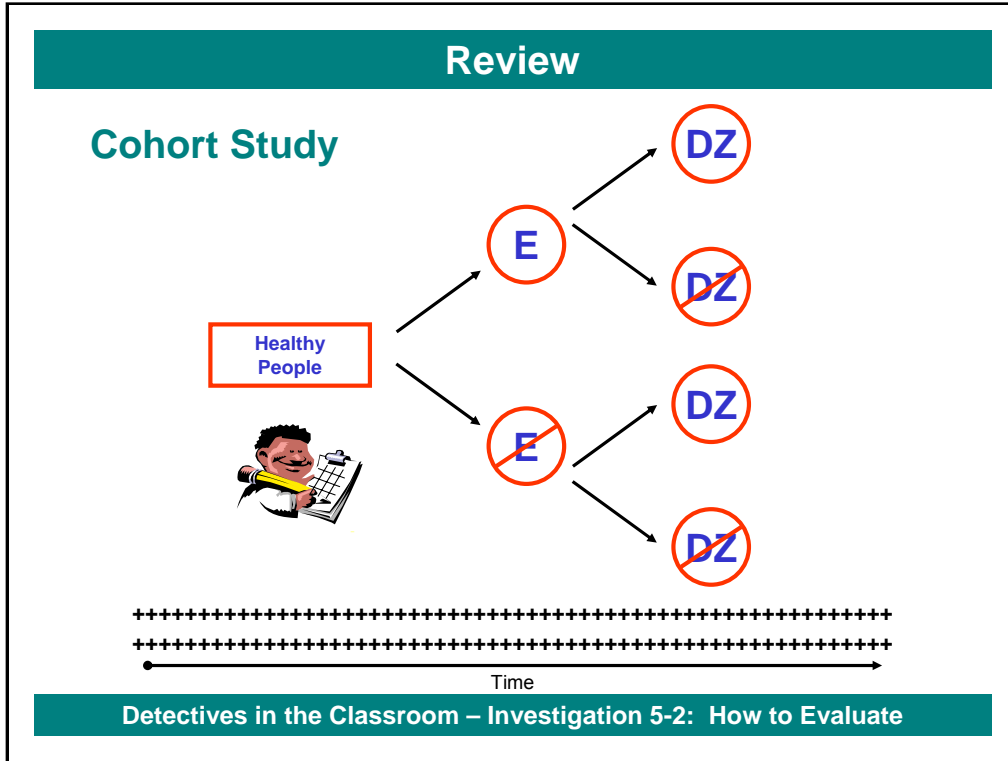 Review
Cohort Study
DZ
E
DZ
Healthy
People
DZ
E
DZ
++++++++++++++++++++++++++++++++++++++++++++++++++++++++++
++++++++++++++++++++++++++++++++++++++++++++++++++++++++++
Time
Detectives in the Classroom – Investigation 5-2:  How to Evaluate